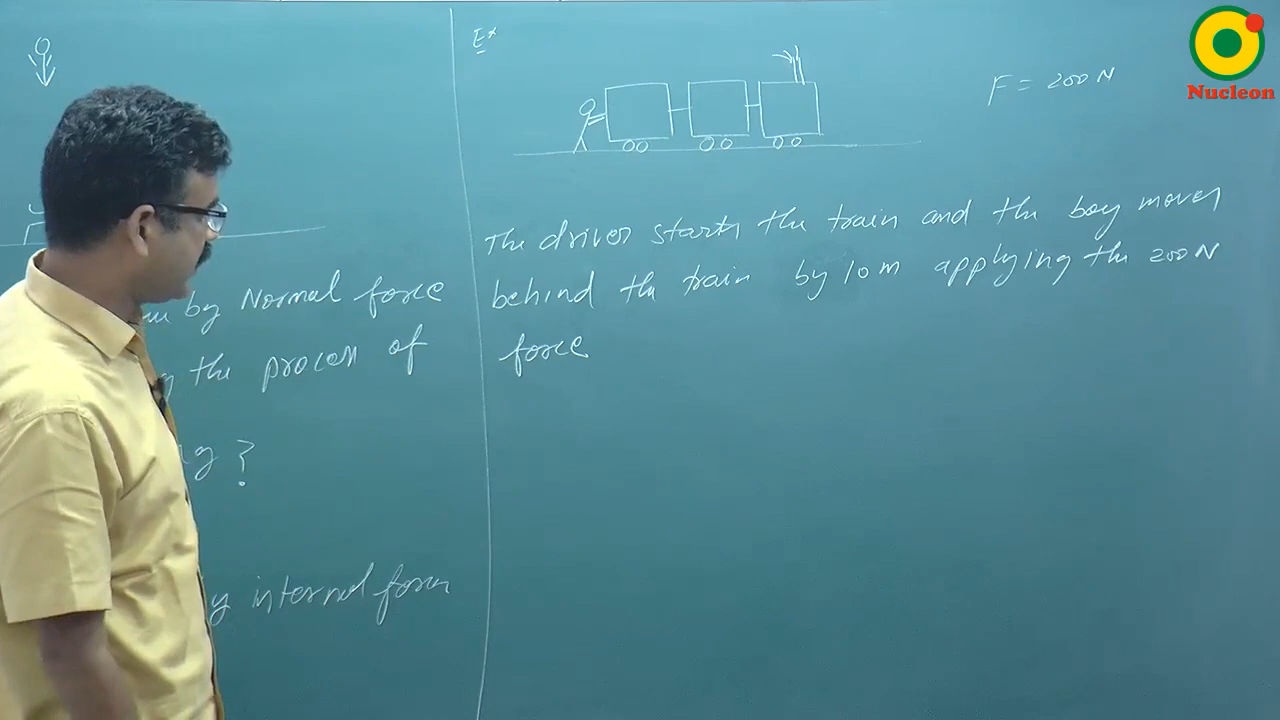 Ex
F = 200 N
Nucleon
The driver starts the train and the boy moves
behind the train by 10 m applying the 200 N
force
by Normal force
the process of
?
internal forces